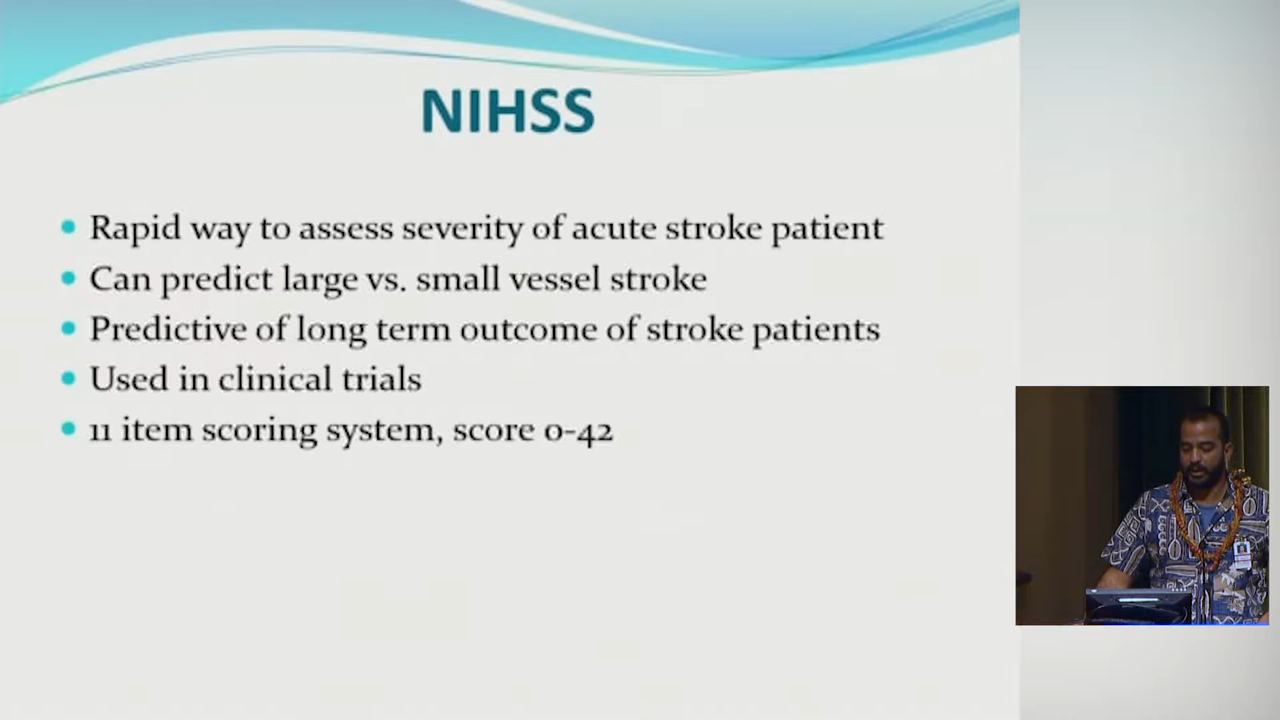 NIHSS
Rapid way to assess severity of acute stroke patient
Can predict large vs. small vessel stroke
Predictive of long term outcome of stroke patients
Used in clinical trials
11 item scoring system, score 0-42